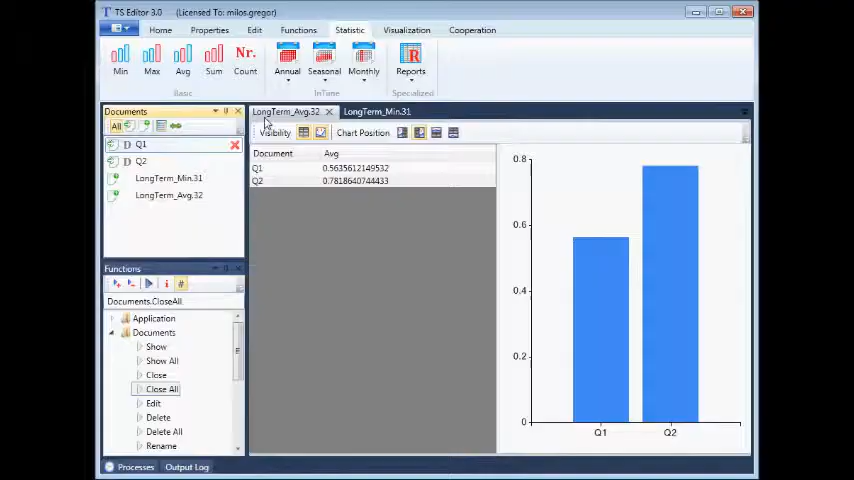 TS Editor 3.0 (Licensed To: milos.gregor)
Home Properties Edit Functions Statistic Visualization Cooperation
Nr.
R
Min Max Avg Sum Count Annual Seasonal Monthly Reports
Basic InTime Specialized
Documents
LongTerm_Avg.32 LongTerm_Min.31
All
Visibility Chart Position
D Q1
D Q2
LongTerm_Min.31
LongTerm_Avg.32
Document Avg
Q1 0.5635612149532
Q2 0.7818640744433
0.8
0.6
0.4
0.2
0
Q1 Q2
Functions
i #
Documents.CloseAll
Application
Documents
Show
Show All
Close
Close All
Edit
Delete
Delete All
Rename
Processes Output Log